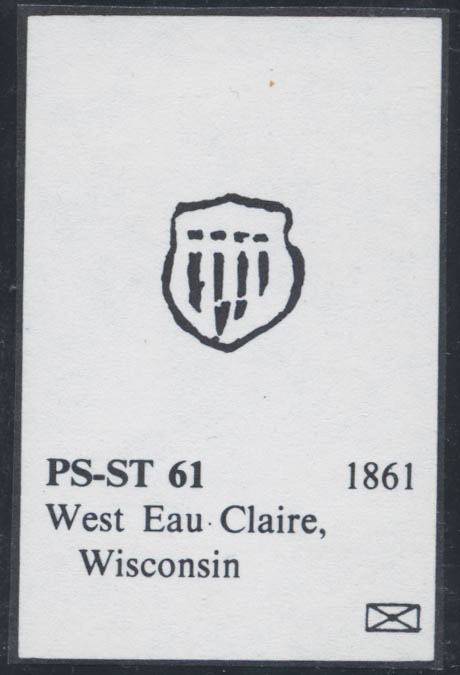 PS-ST 61 1861
West Eau Claire,
Wisconsin